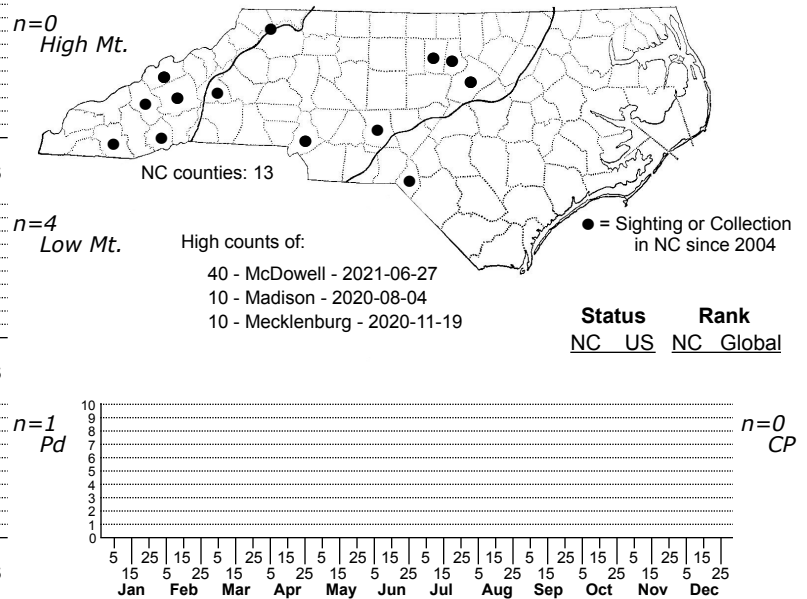 n=0
High Mt.
NC counties: 13
n=4
Low Mt.
● = Sighting or Collection
in NC since 2004
High counts of:
40 - McDowell - 2021-06-27
10 - Madison - 2020-08-04
10 - Mecklenburg - 2020-11-19
Status Rank
NC US NC Global
n=1
Pd
n=0
CP
10
9
8
7
6
5
4
3
2
1
0
5 25 15 5 25 15 5 25 15 5 25 15 5 25 15 5 25 15
15 5 25 15 5 25 15 5 25 15 5 25 15 5 25 15 5 25
Jan Feb Mar Apr May Jun Jul Aug Sep Oct Nov Dec